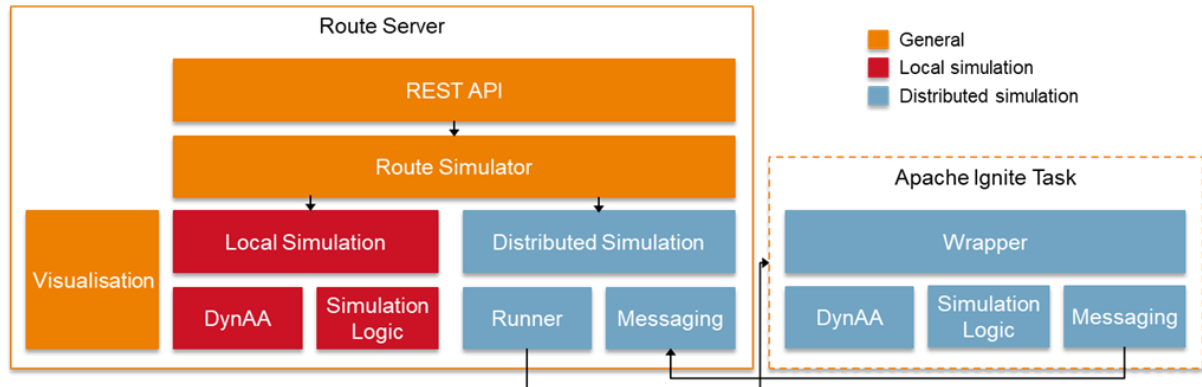 Route Server
General
Local simulation
Distributed simulation
REST API
Route Simulator
Apache Ignite Task
Visualisation
Local Simulation
Distributed Simulation
Wrapper
DynAA
Simulation
Logic
Runner
Messaging
DynAA
Simulation
Logic
Messaging